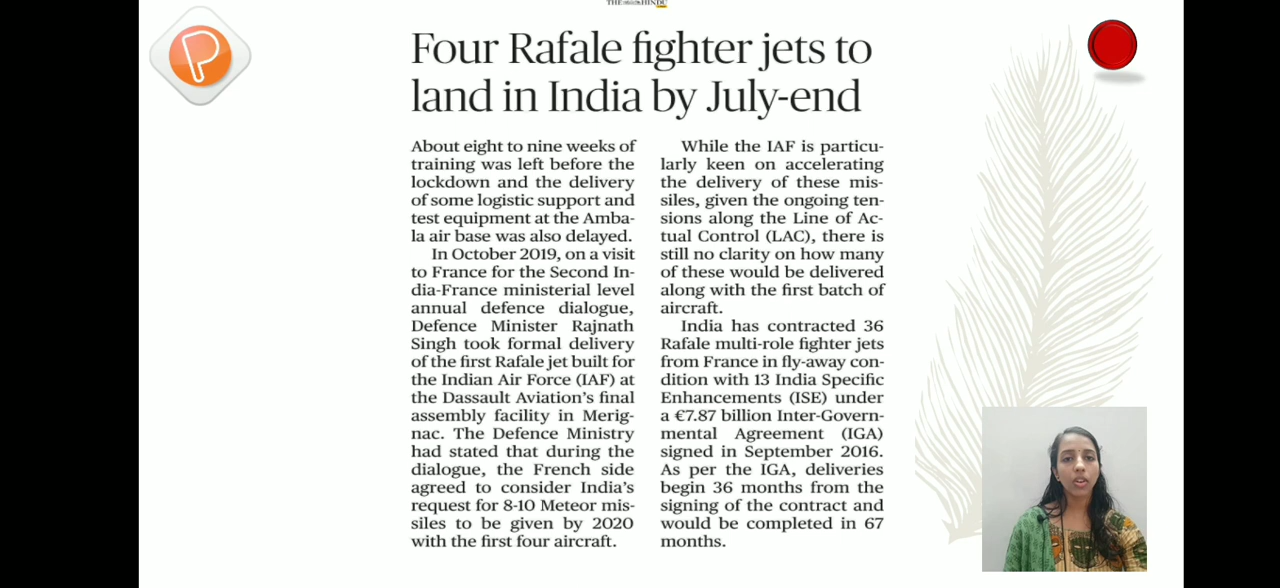 THE HINDU
Four Rafale fighter jets to
land in India by July-end
About eight to nine weeks of
training was left before the
lockdown and the delivery
of some logistic support and
test equipment at the Amba-
la air base was also delayed.
In October 2019, on a visit
to France for the Second In-
dia-France ministerial level
annual defence dialogue,
Defence Minister Rajnath
Singh took formal delivery
of the first Rafale jet built for
the Indian Air Force (IAF) at
the Dassault Aviation's final
assembly facility in Merig-
nac. The Defence Ministry
had stated that during the
dialogue, the French side
agreed to consider India's
request for 8-10 Meteor mis-
siles to be given by 2020
with the first four aircraft.
While the IAF is particu-
larly keen on accelerating
the delivery of these mis-
siles, given the ongoing ten-
sions along the Line of Ac-
tual Control (LAC), there is
still no clarity on how many
of these would be delivered
along with the first batch of
aircraft.
India has contracted 36
Rafale multi-role fighter jets
from France in fly-away con-
dition with 13 India Specific
Enhancements (ISE) under
a €7.87 billion Inter-Govern-
mental Agreement (IGA)
signed in September 2016.
As per the IGA, deliveries
begin 36 months from the
signing of the contract and
would be completed in 67
months.